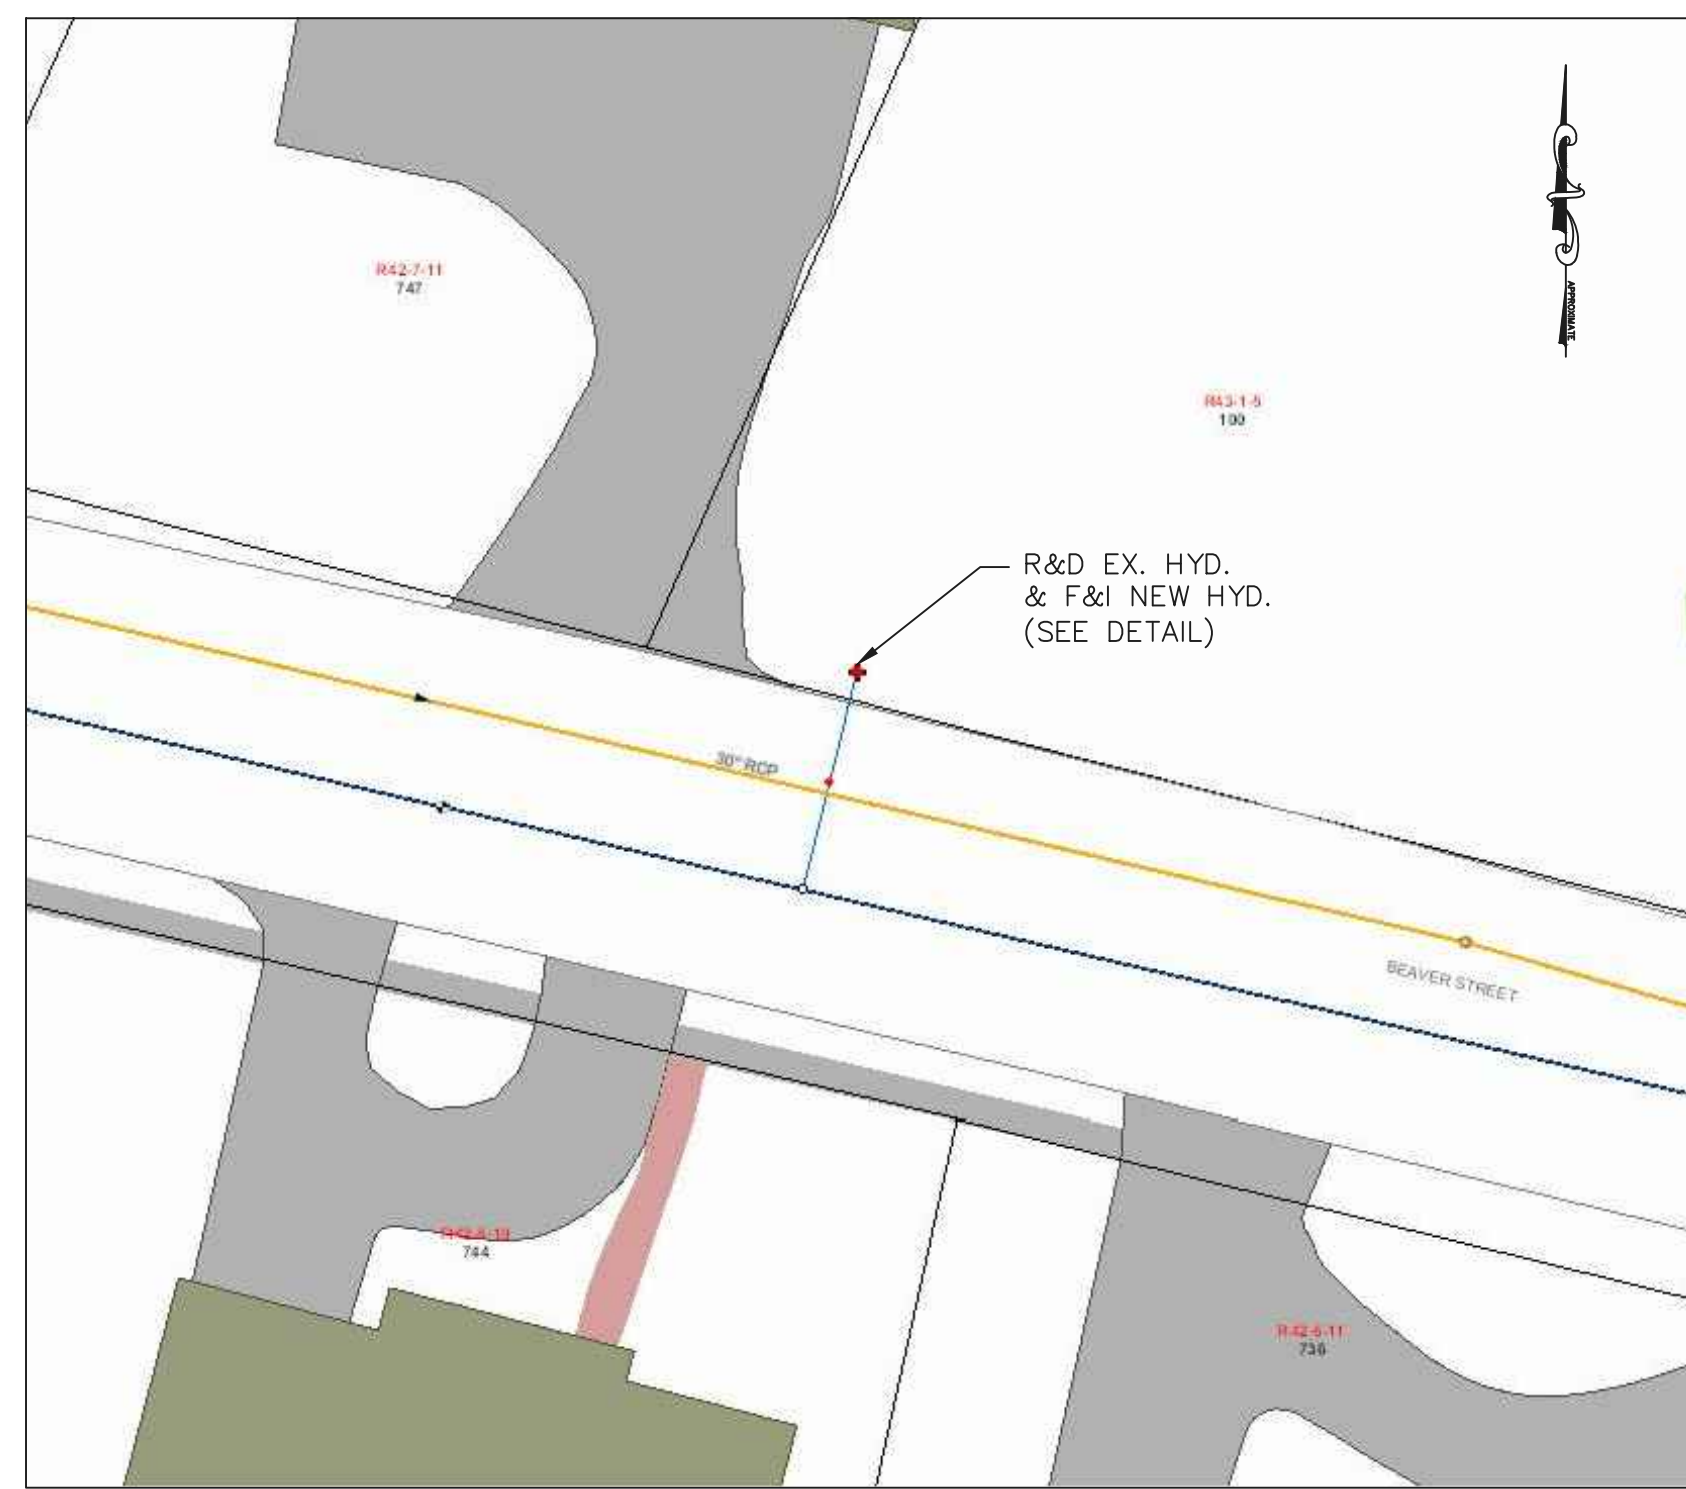 APPROXIMATE
R42-7-11
747
R43-1-5
R&D EX. HYD.
& F&I NEW HYD.
(SEE DETAIL)
30" RCP
BEAVER STREET
744
R42-6-11
736